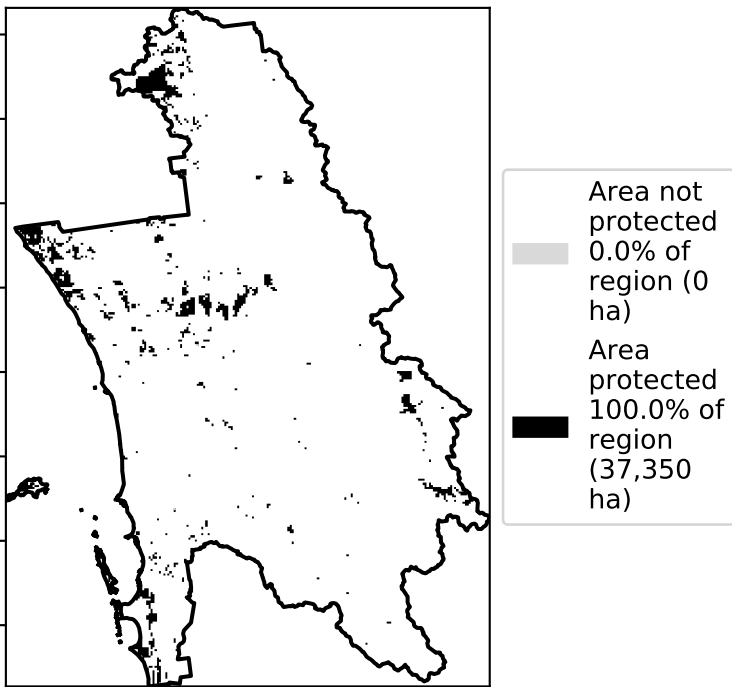 Area not
protected
0.0% of
region (0
ha)
Area
protected
100.0% of
region
(37,350
ha)